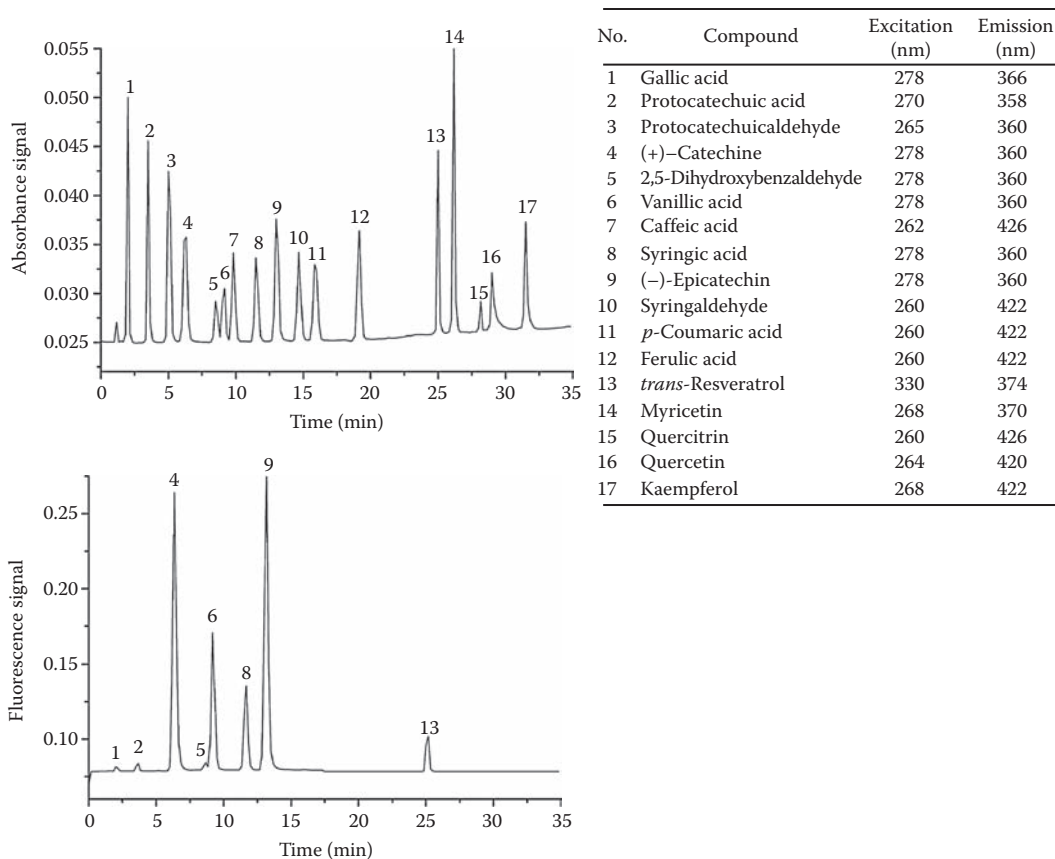 Absorbance signal
0.055
0.050
0.045
0.040
0.035
0.030
0.025
1
2
3
4
5
6
7
8
9
10
11
12
13
14
15
16
17
0 5 10 15 20 25 30 35
Time (min)
Fluorescence signal
0.25
0.20
0.15
0.10
1
2
4
5
6
8
9
13
0 5 10 15 20 25 30 35
Time (min)
No. Compound Excitation (nm) Emission (nm)
1 Gallic acid 278 366
2 Protocatechuic acid 270 358
3 Protocatechuicaldehyde 265 360
4 (+)–Catechine 278 360
5 2,5-Dihydroxybenzaldehyde 278 360
6 Vanillic acid 278 360
7 Caffeic acid 262 426
8 Syringic acid 278 360
9 (–)-Epicatechin 278 360
10 Syringaldehyde 260 422
11 p-Coumaric acid 260 422
12 Ferulic acid 260 422
13 trans-Resveratrol 330 374
14 Myricetin 268 370
15 Quercitrin 260 426
16 Quercetin 264 420
17 Kaempferol 268 422